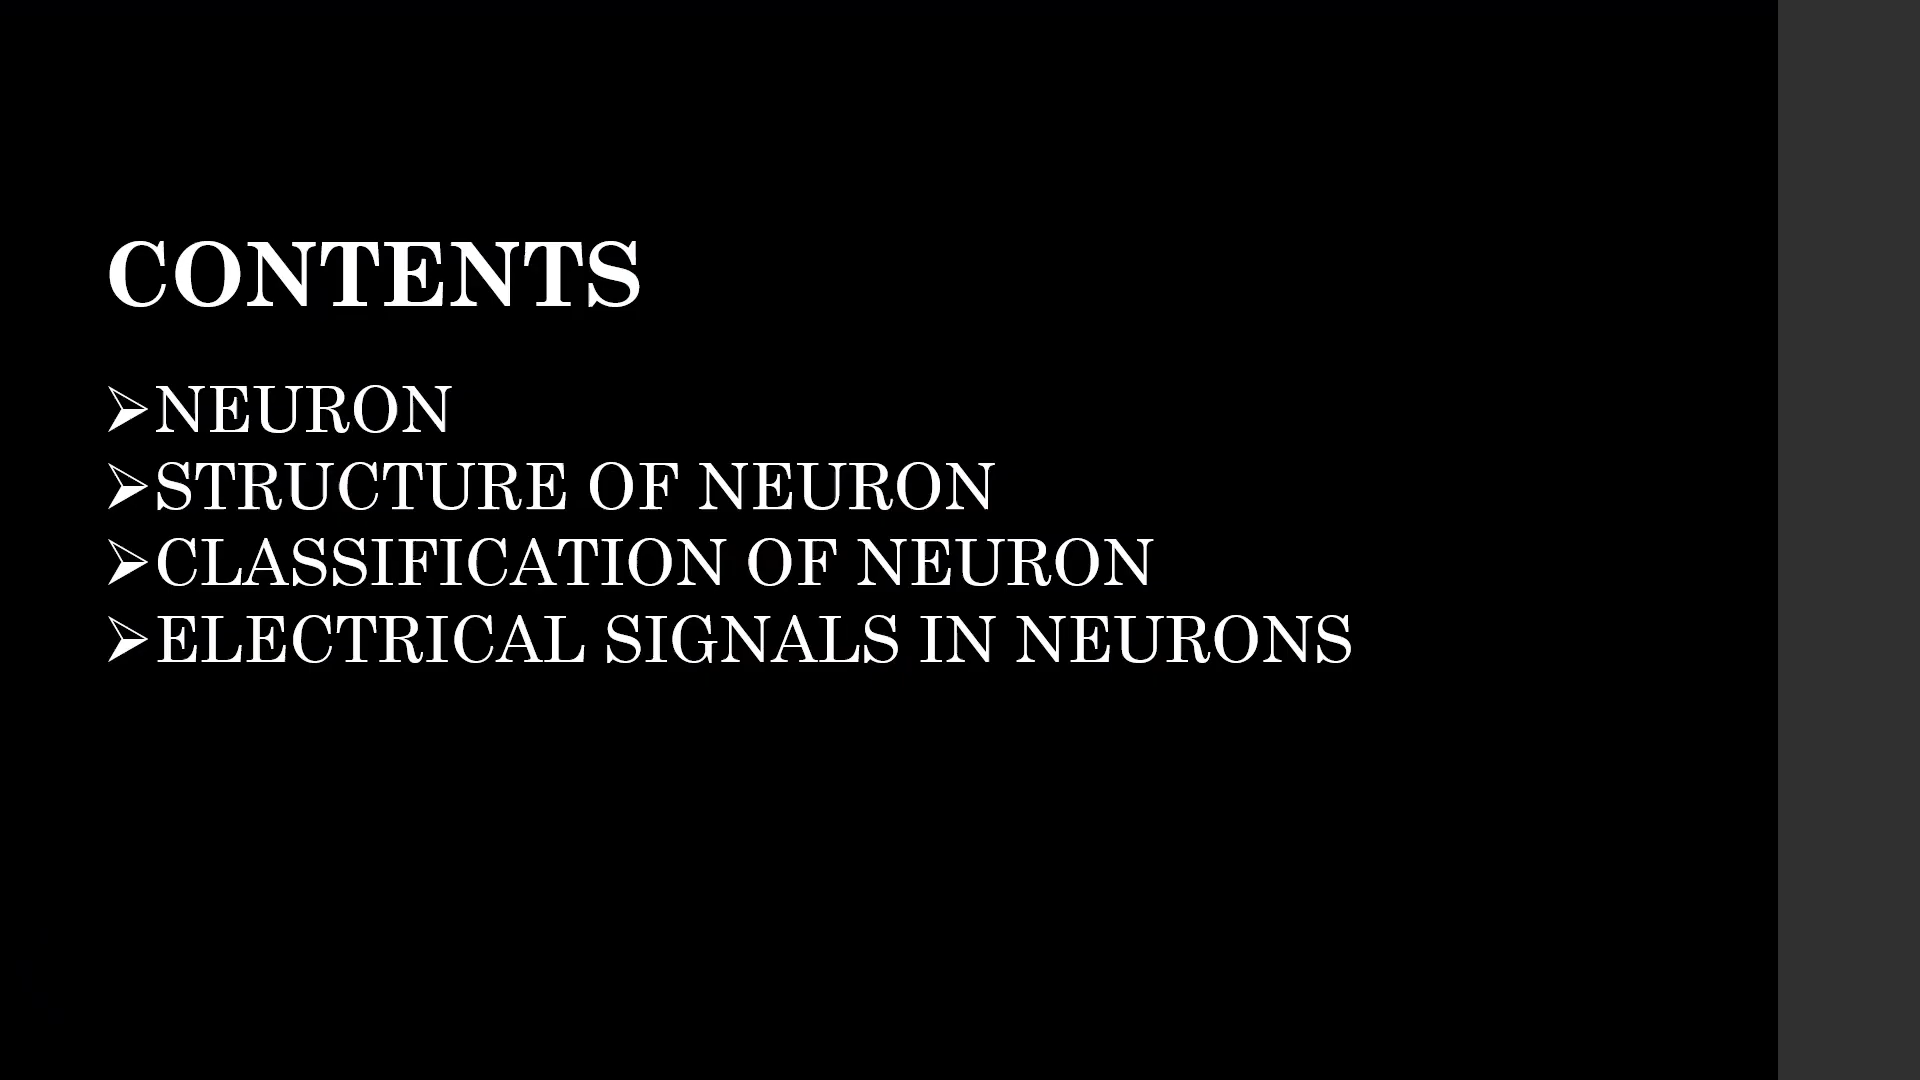 CONTENTS
➢NEURON
➢STRUCTURE OF NEURON
➢CLASSIFICATION OF NEURON
➢ELECTRICAL SIGNALS IN NEURONS